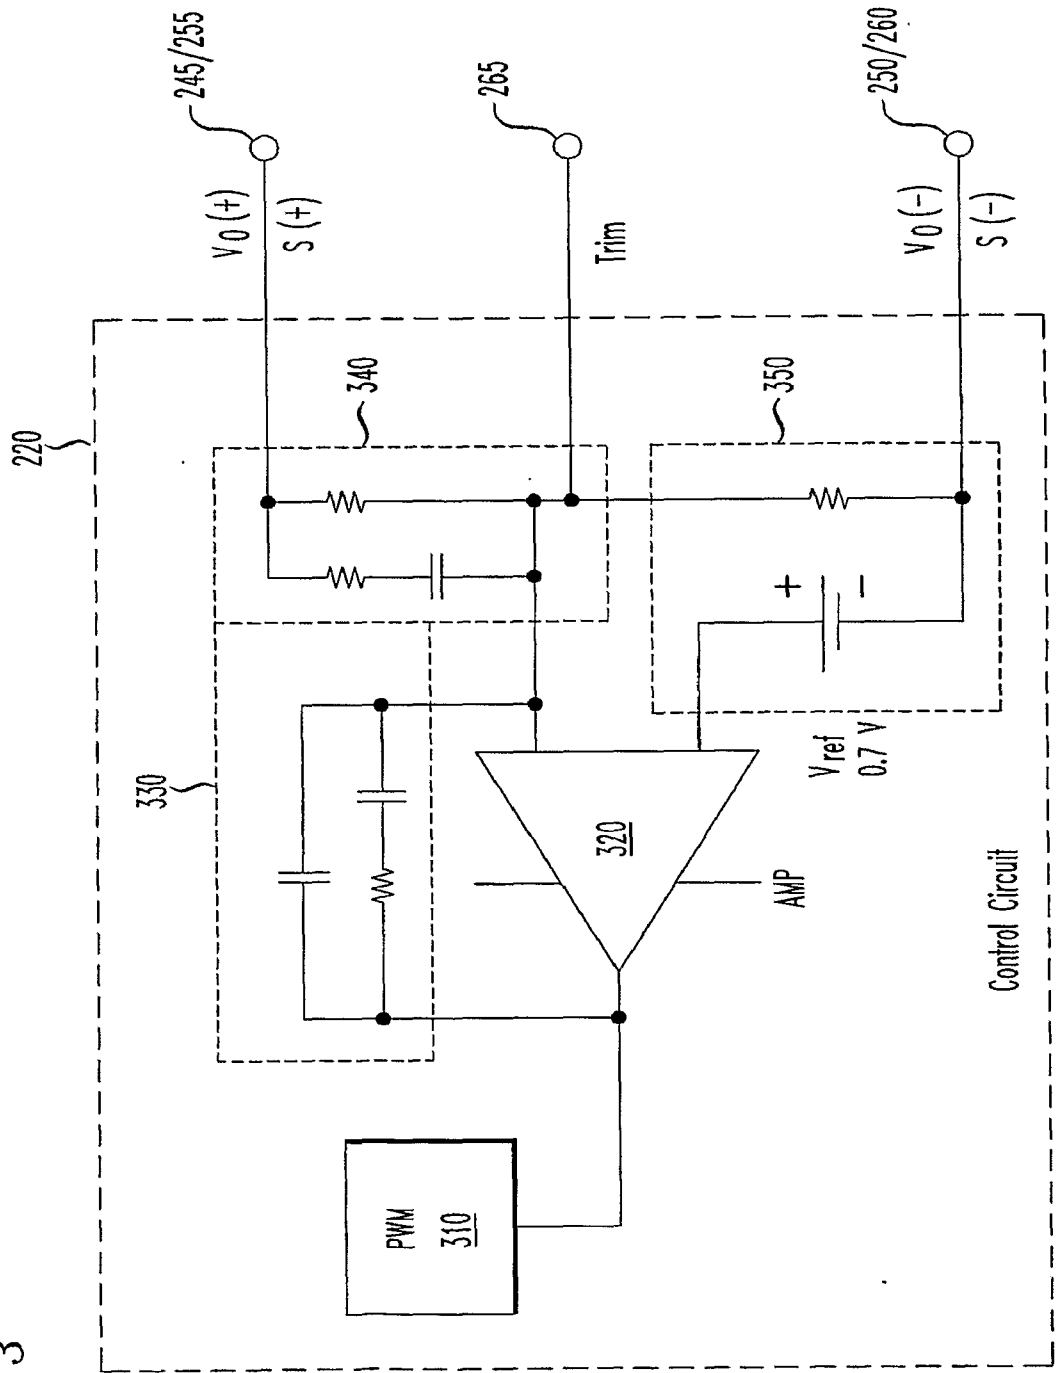 3
220
245/255
V0 (+)
S (+)
265
Trim
250/260
V0 (-)
S (-)
340
350
330
+
−
Vref
0.7 V
320
AMP
PWM
310
Control Circuit